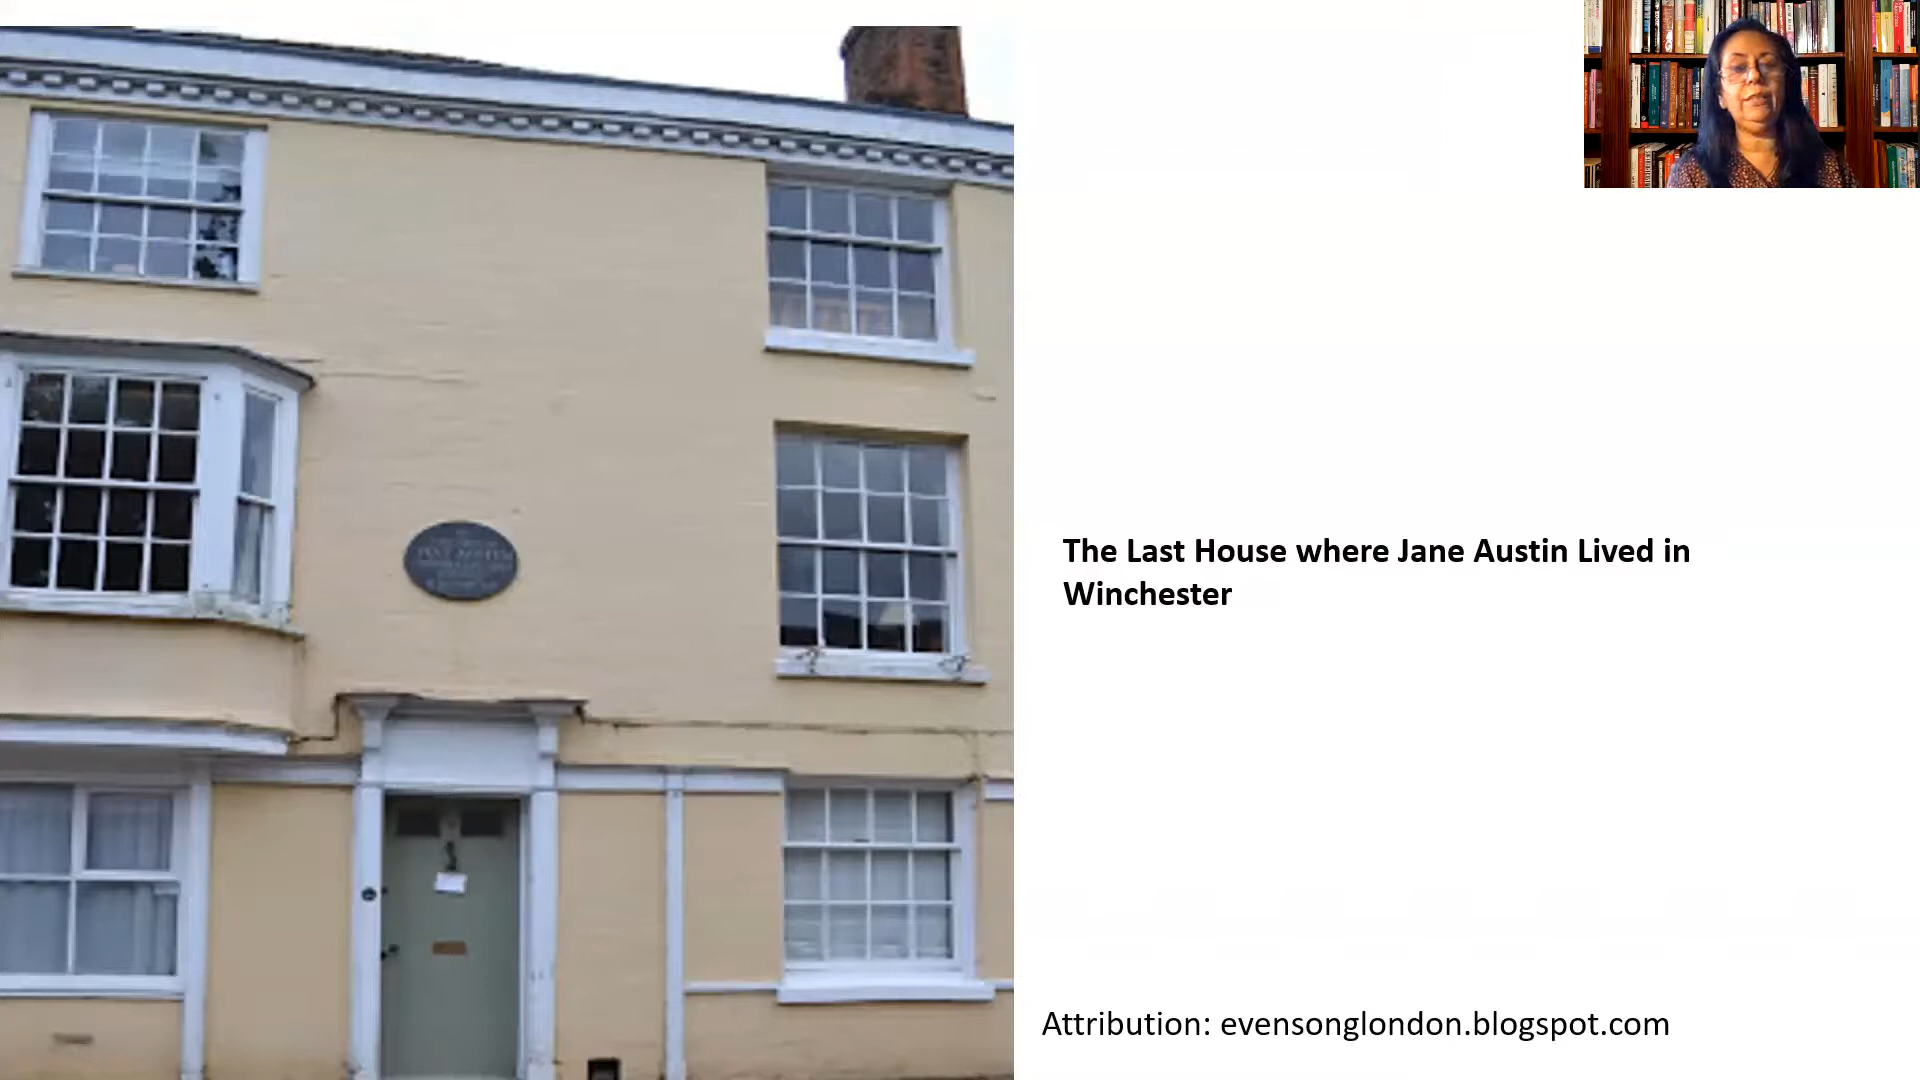 The Last House where Jane Austin Lived in
Winchester
Attribution: evensonglondon.blogspot.com